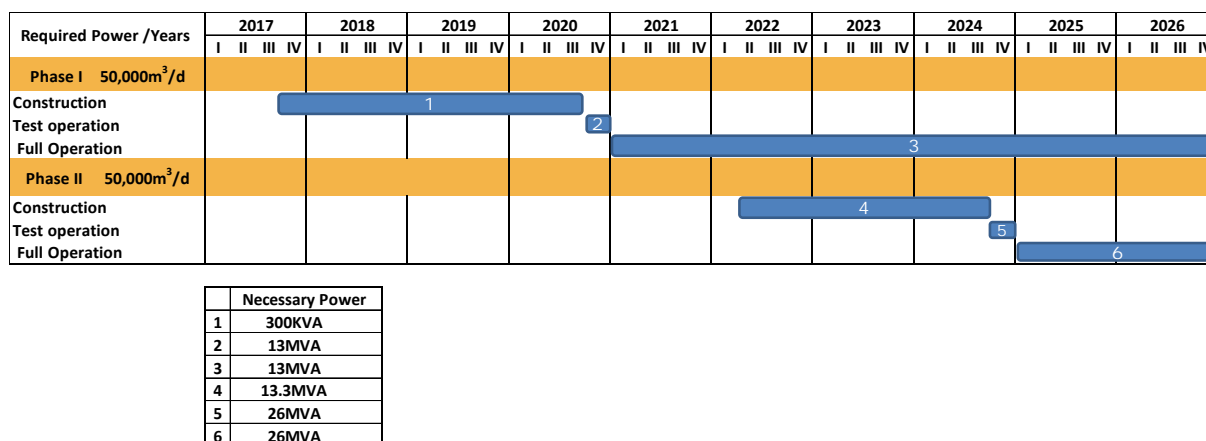 Required Power /Years 2017 2018 2019 2020 2021 2022 2023 2024 2025 2026
I II III IV I II III IV I II III IV I II III IV I II III IV I II III IV I II III IV I II III IV I II III IV I II III IV
Phase I 50,000m³/d
Construction 1
Test operation 2
Full Operation 3
Phase II 50,000m³/d
Construction 4
Test operation 5
Full Operation 6
Necessary Power
1 300KVA
2 13MVA
3 13MVA
4 13.3MVA
5 26MVA
6 26MVA